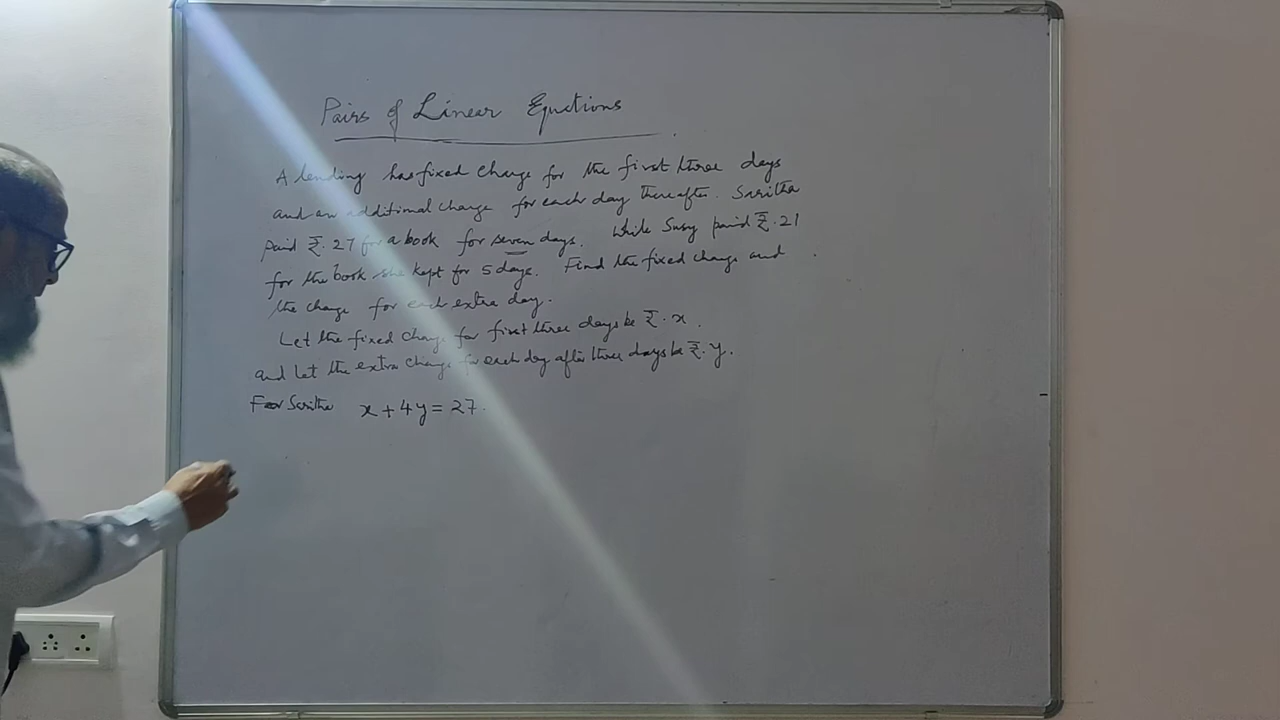 Pairs of Linear Equations
A lending has fixed charge for the first three days
and an additional charge for each day thereafter. Saritha
paid ₹. 27 for a book for seven days. While Susy paid ₹. 21
for the book she kept for 5 days. Find the fixed charge and
the charge for each extra day.
Let the fixed charge for first three days be ₹. x.
and let the extra charge for each day after three days be ₹. y.
For Saritha x + 4y = 27.